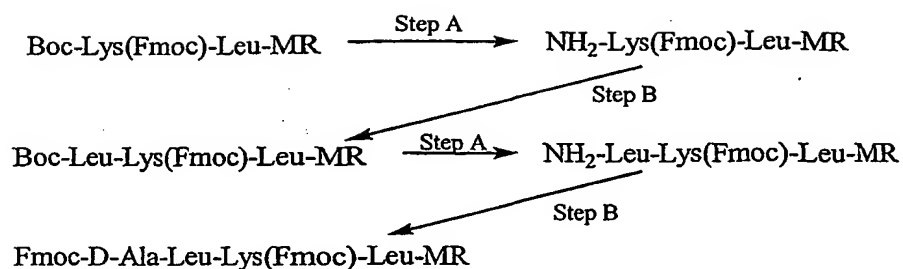 Step A
Boc-Lys(Fmoc)-Leu-MR NH2-Lys(Fmoc)-Leu-MR
Step B
Boc-Leu-Lys(Fmoc)-Leu-MR Step A NH2-Leu-Lys(Fmoc)-Leu-MR
Step B
Fmoc-D-Ala-Leu-Lys(Fmoc)-Leu-MR